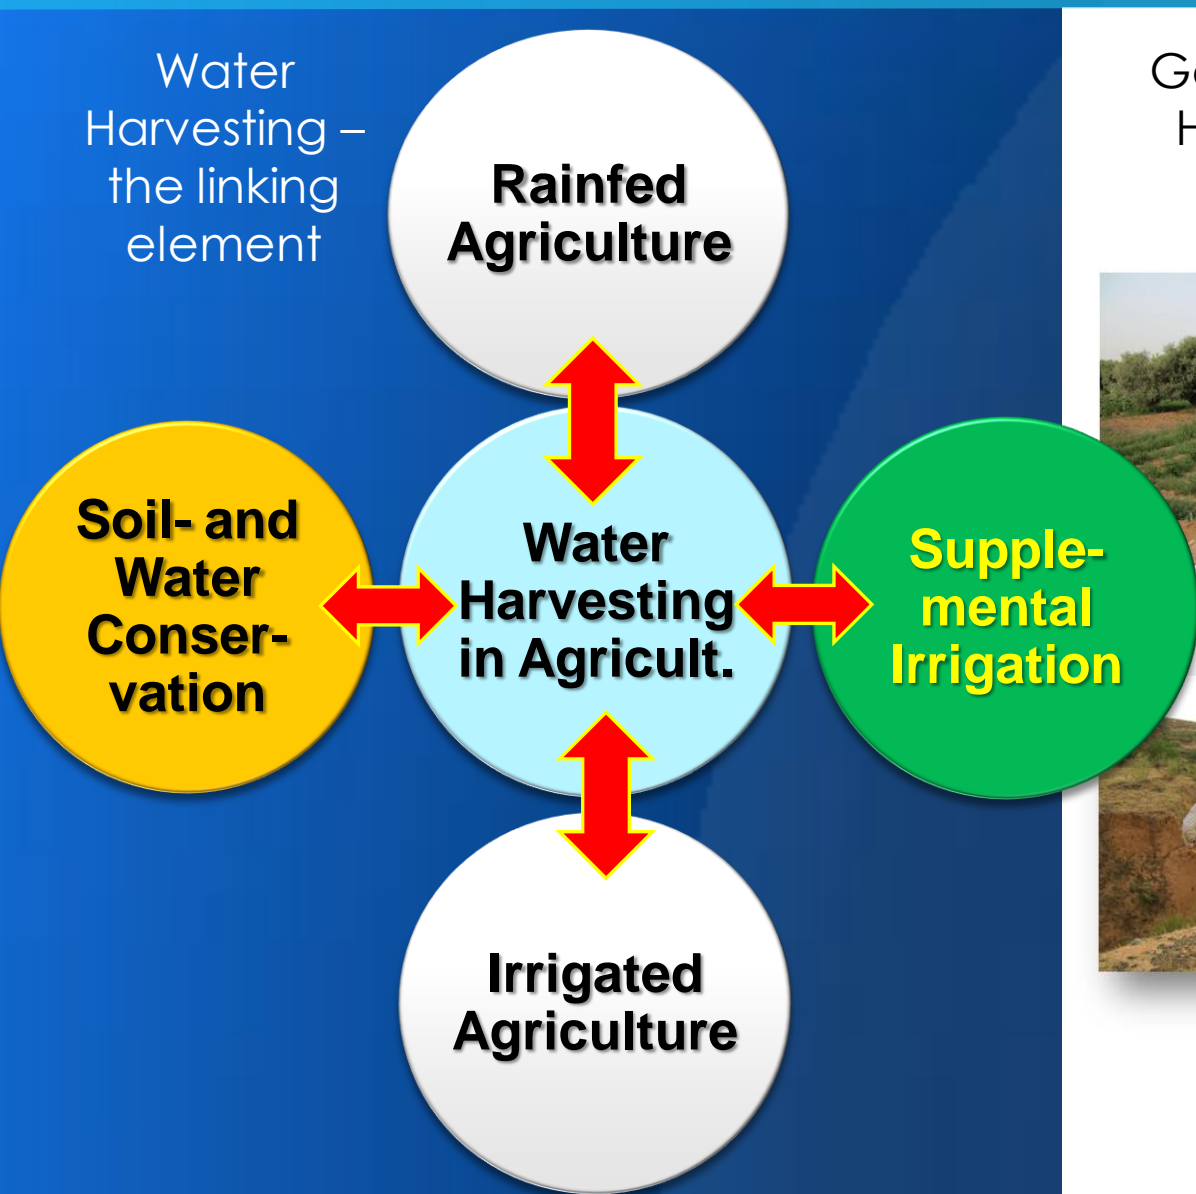 Water
Harvesting –
the linking
element
Rainfed
Agriculture
Soil- and
Water
Conser-
vation
Water
Harvesting
in Agricult.
Supple-
mental
Irrigation
Irrigated
Agriculture